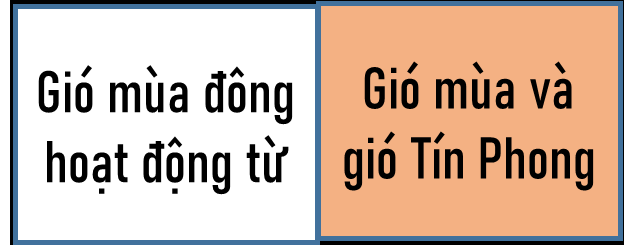 Gió mùa đông
hoạt động từ
Gió mùa và
gió Tín Phong